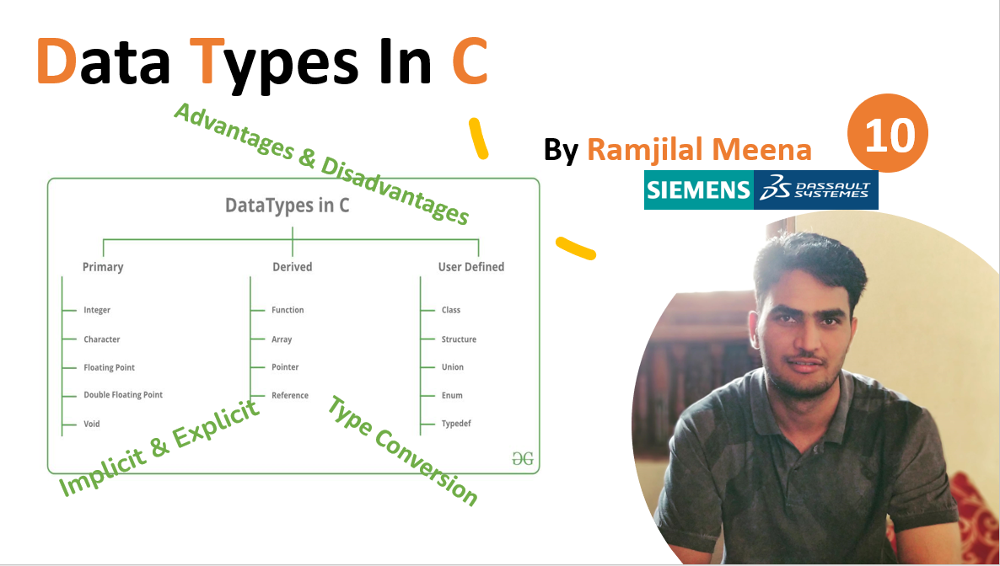 Data Types In C
Advantages & Disadvantages
By Ramjilal Meena
10
SIEMENS
DASSAULT
SYSTEMES
DataTypes in C
Primary
Derived
User Defined
Integer
Function
Class
Character
Array
Structure
Floating Point
Pointer
Union
Double Floating Point
Reference
Enum
Void
Typedef
Implicit & Explicit
Type Conversion